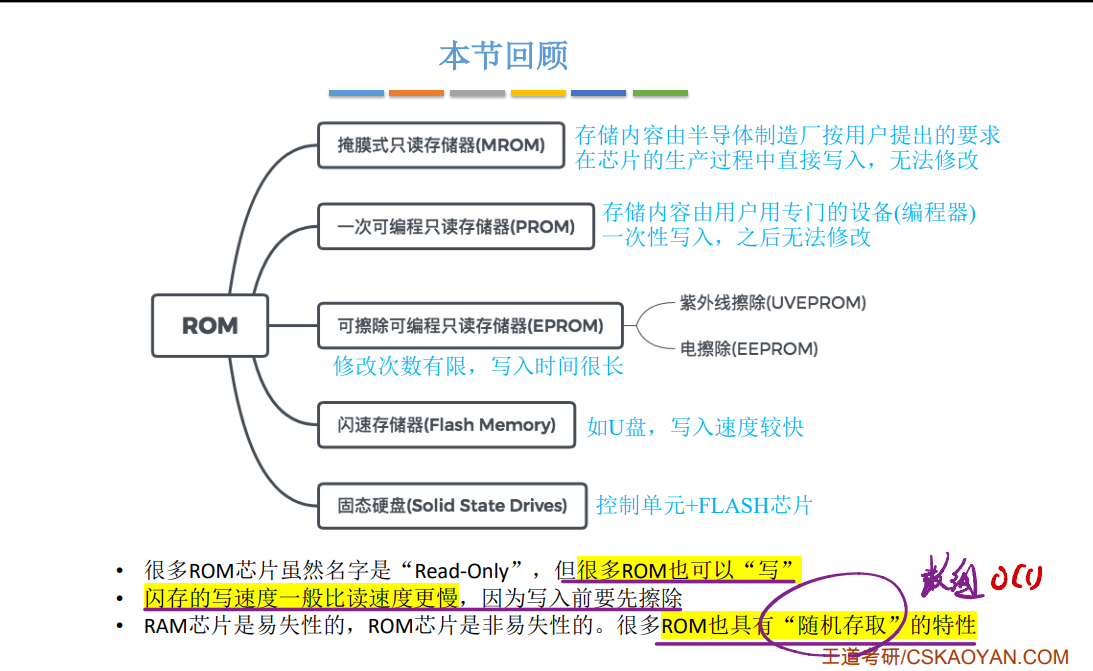 本节回顾
掩膜式只读存储器(MROM)
存储内容由半导体制造厂按用户提出的要求
在芯片的生产过程中直接写入，无法修改
一次可编程只读存储器(PROM)
存储内容由用户用专门的设备(编程器)
一次性写入，之后无法修改
ROM
可擦除可编程只读存储器(EPROM)
紫外线擦除(UVEPROM)
电擦除(EEPROM)
修改次数有限，写入时间很长
闪速存储器(Flash Memory)
如U盘，写入速度较快
固态硬盘(Solid State Drives)
控制单元+FLASH芯片
• 很多ROM芯片虽然名字是“Read-Only”，但很多ROM也可以“写”
• 闪存的写速度一般比读速度更慢，因为写入前要先擦除
• RAM芯片是易失性的，ROM芯片是非易失性的。很多ROM也具有“随机存取”的特性
数组 O(1)
王道考研/CSKAOYAN.COM